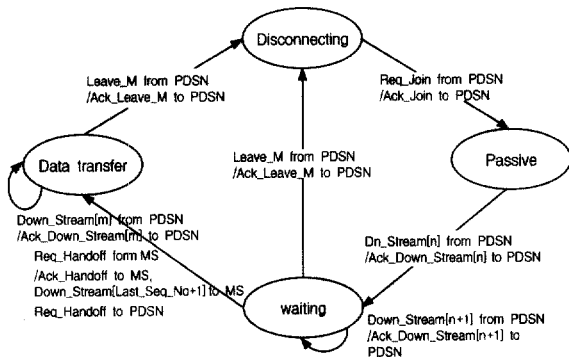 Disconnecting
Leave_M from PDSN
/Ack_Leave_M to PDSN
Req_Join from PDSN
/Ack_Join to PDSN
Data transfer
Leave_M from PDSN
/Ack_Leave_M to PDSN
Passive
Down_Stream[m] from PDSN
/Ack_Down_Stream[m] to PDSN
Req_Handoff form MS
/Ack_Handoff to MS,
Down_Stream[Last_Seq_No+1] to MS
Req_Handoff to PDSN
Dn_Stream[n] from PDSN
/Ack_Down_Stream[n] to PDSN
waiting
Down_Stream[n+1] from PDSN
/Ack_Down_Stream[n+1] to
PDSN